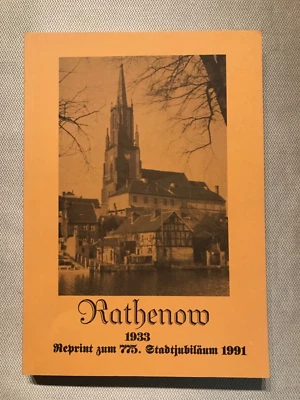 Rathenow
1933
Reprint zum 775. Stadtjubiläum 1991